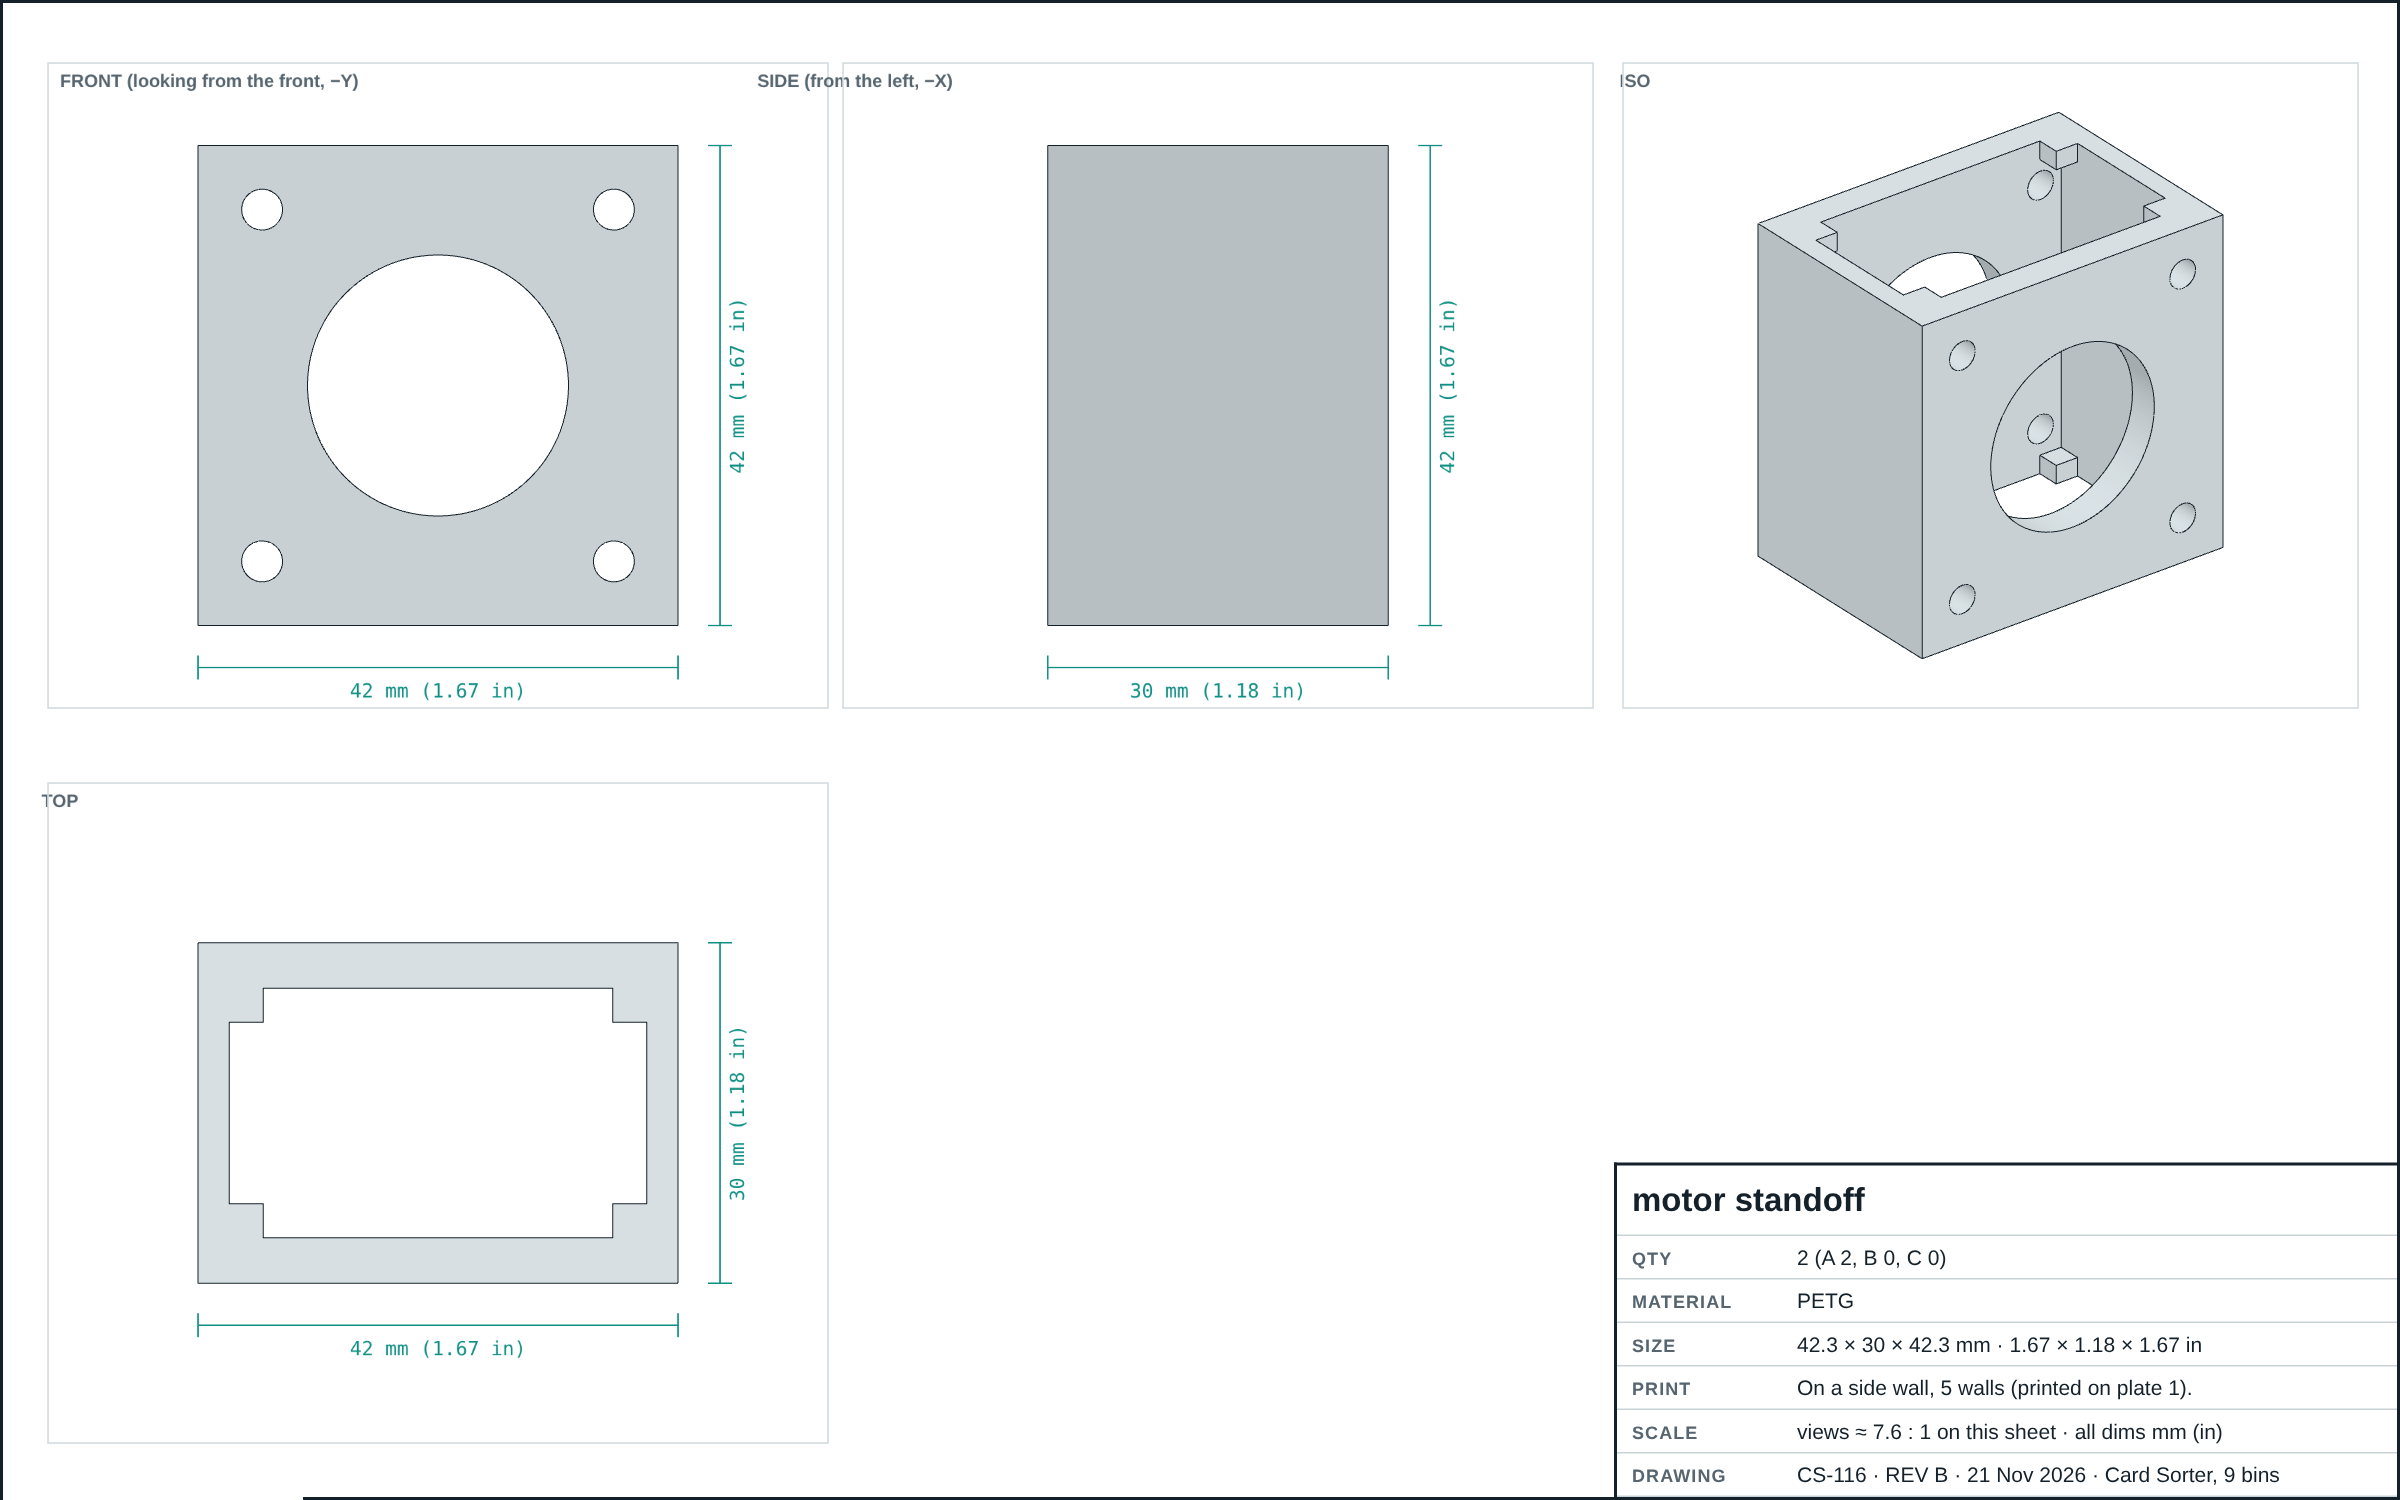 FRONT (looking from the front, −Y)
SIDE (from the left, −X)
ISO
42 mm (1.67 in)
42 mm (1.67 in)
42 mm (1.67 in)
30 mm (1.18 in)
TOP
30 mm (1.18 in)
42 mm (1.67 in)
motor standoff
QTY 2 (A 2, B 0, C 0)
MATERIAL PETG
SIZE 42.3 × 30 × 42.3 mm · 1.67 × 1.18 × 1.67 in
PRINT On a side wall, 5 walls (printed on plate 1).
SCALE views ≈ 7.6 : 1 on this sheet · all dims mm (in)
DRAWING CS-116 · REV B · 21 Nov 2026 · Card Sorter, 9 bins